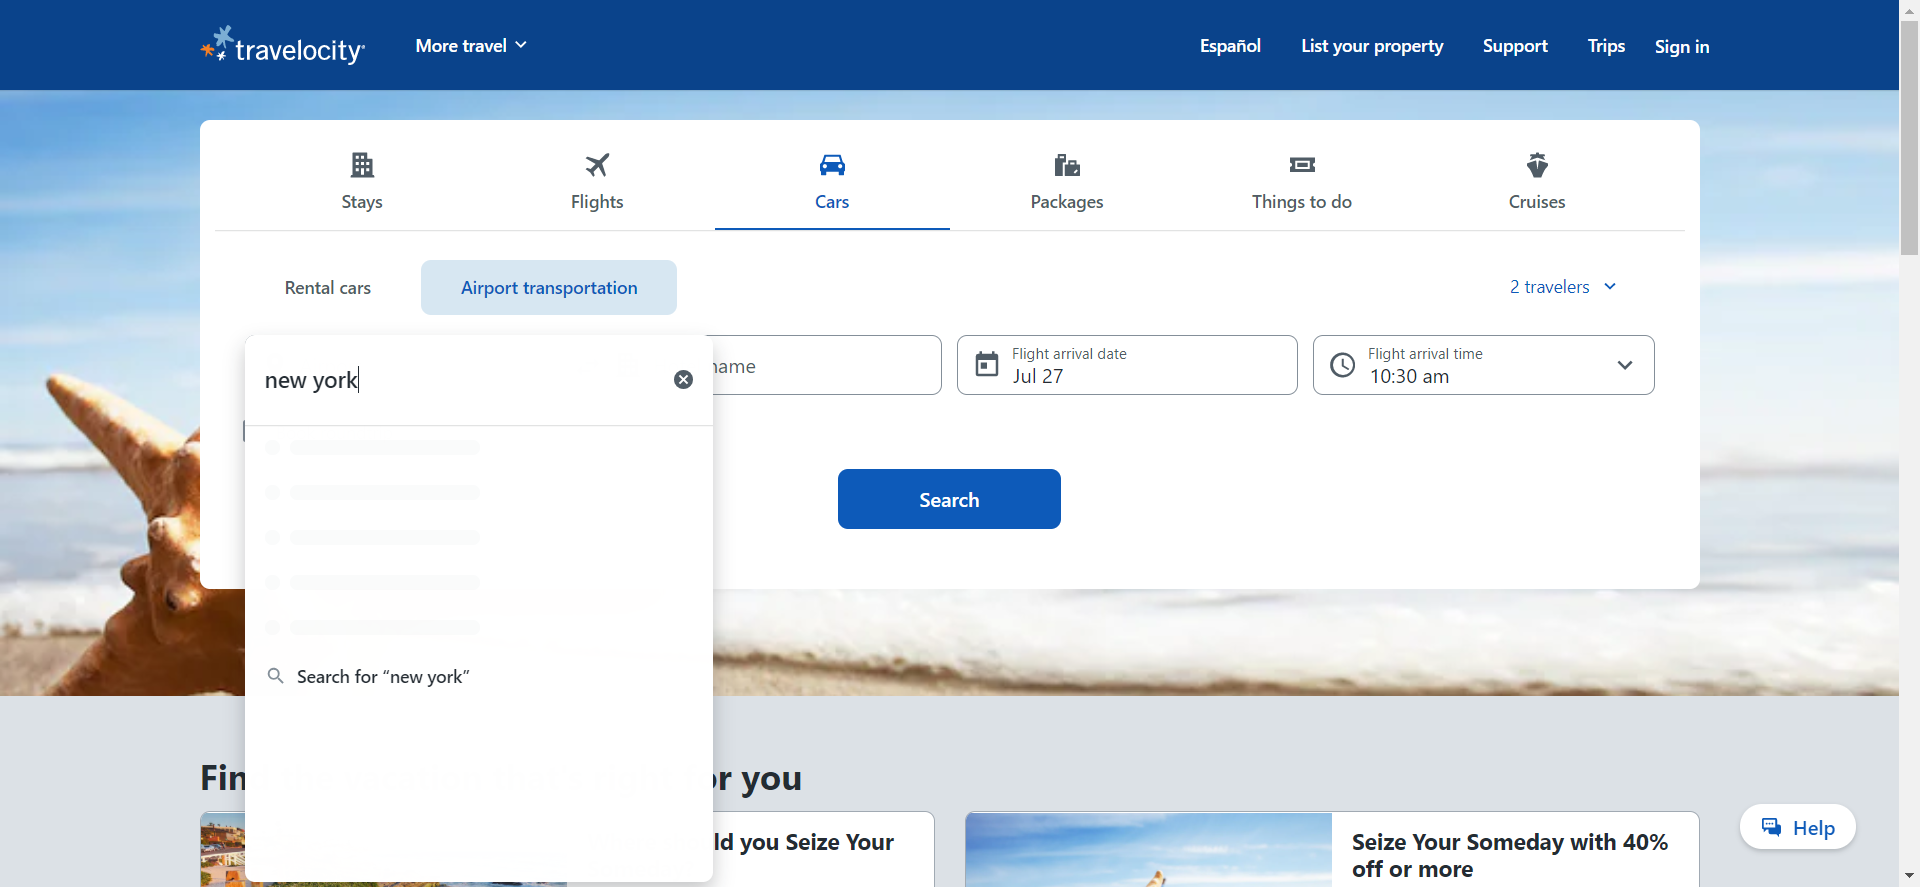 travelocity
More travel
Español
List your property
Support
Trips
Sign in
Stays
Flights
Cars
Packages
Things to do
Cruises
Rental cars
Airport transportation
2 travelers
new york
name
Flight arrival date
Jul 27
Flight arrival time
10:30 am
Search
Search for “new york”
Fin
r you
ld you Seize Your
Seize Your Someday with 40%
off or more
Help